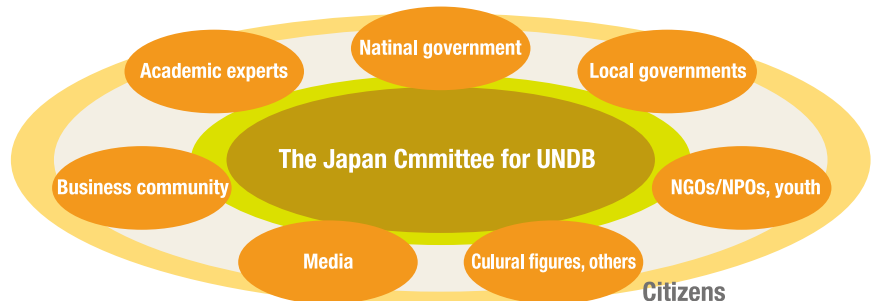 Natinal government
Academic experts
Local governments
The Japan Cmmittee for UNDB
Business community
NGOs/NPOs, youth
Media
Culural figures, others
Citizens